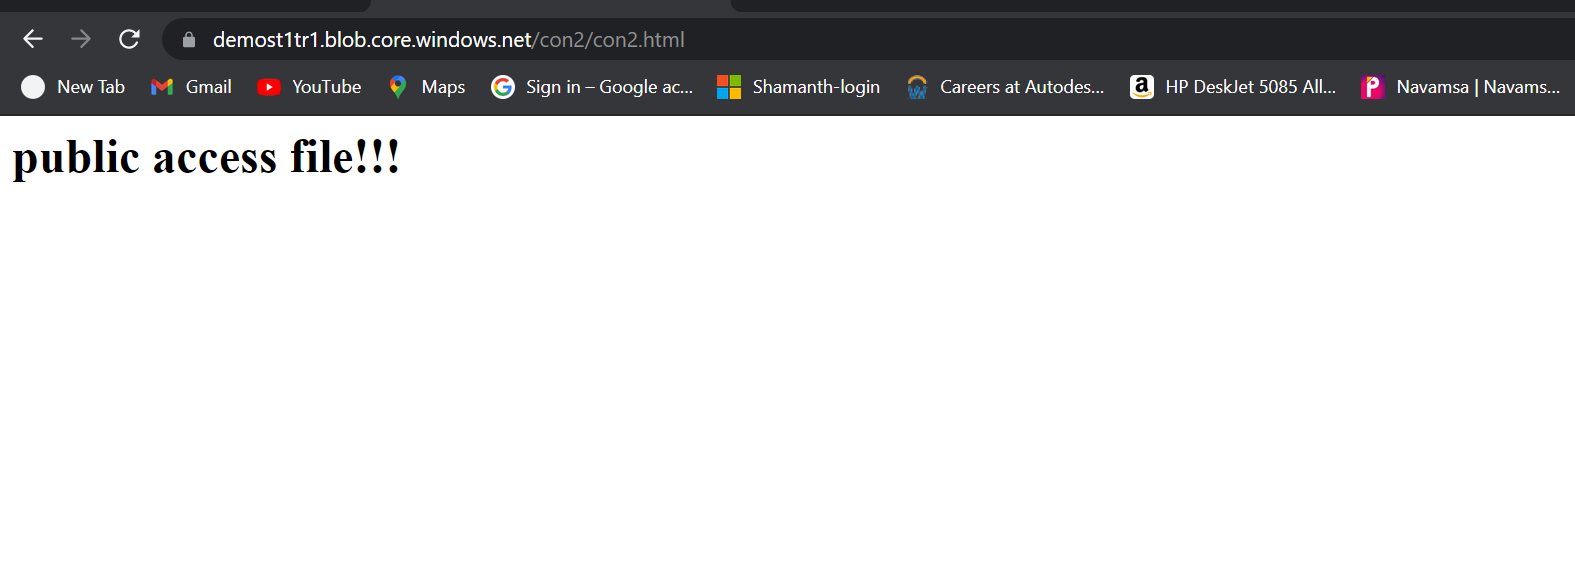 demost1tr1.blob.core.windows.net/con2/con2.html
New Tab Gmail YouTube Maps Sign in – Google ac... Shamanth-login Careers at Autodes... HP DeskJet 5085 All... Navamsa | Navams...
public access file!!!